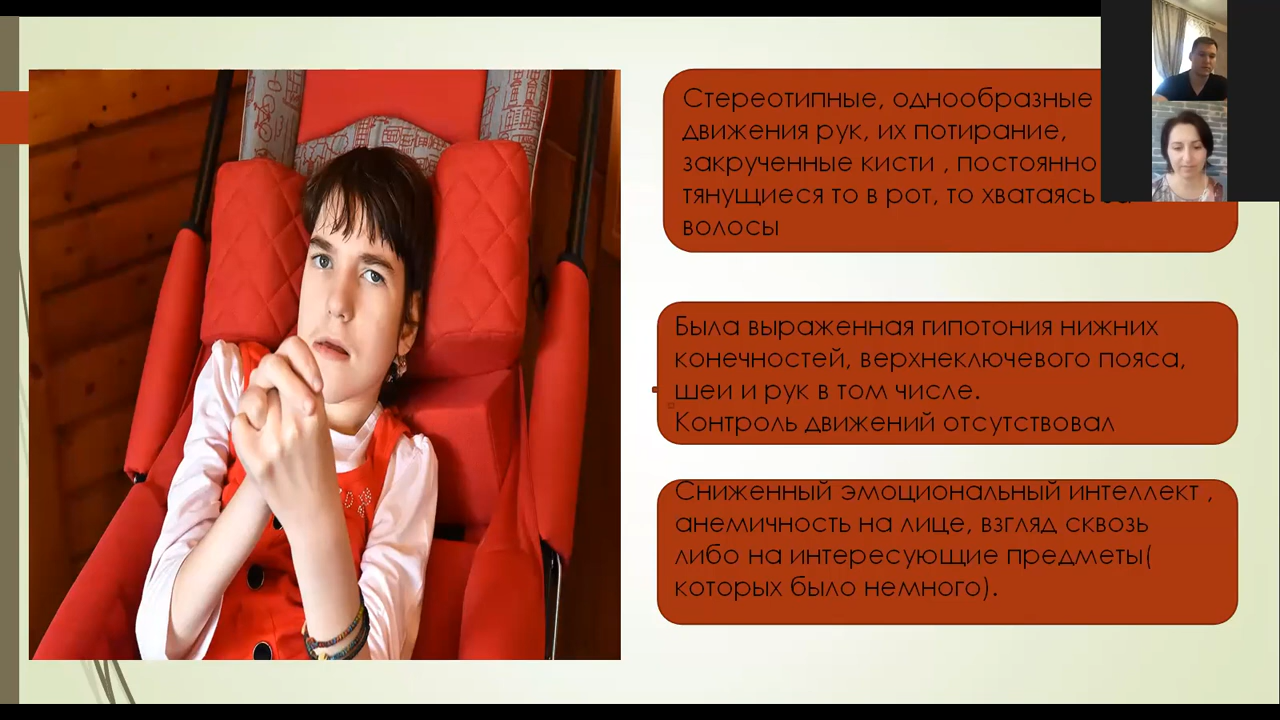 Стереотипные, однообразные
движения рук, их потирание,
закрученные кисти , постоянно
тянущиеся то в рот, то хватаясь
волосы
Была выраженная гипотония нижних
конечностей, верхнеключевого пояса,
шеи и рук в том числе.
Контроль движений отсутствовал
Сниженный эмоциональный интеллект ,
анемичность на лице, взгляд сквозь
либо на интересующие предметы(
которых было немного).